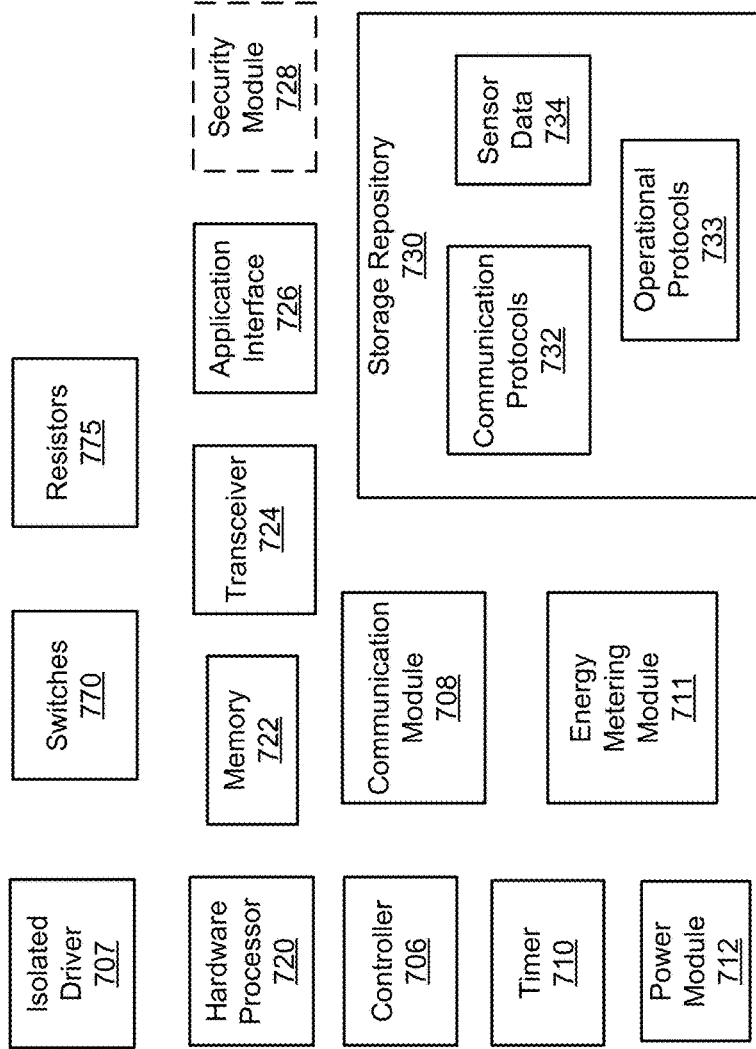 Isolated
Driver
707
Switches
770
Resistors
775
Hardware
Processor
720
Memory
722
Transceiver
724
Application
Interface
726
Security
Module
728
Controller
706
Communication
Module
708
Storage Repository
730
Communication
Protocols
732
Sensor
Data
734
Timer
710
Energy
Metering
Module
711
Operational
Protocols
733
Power
Module
712